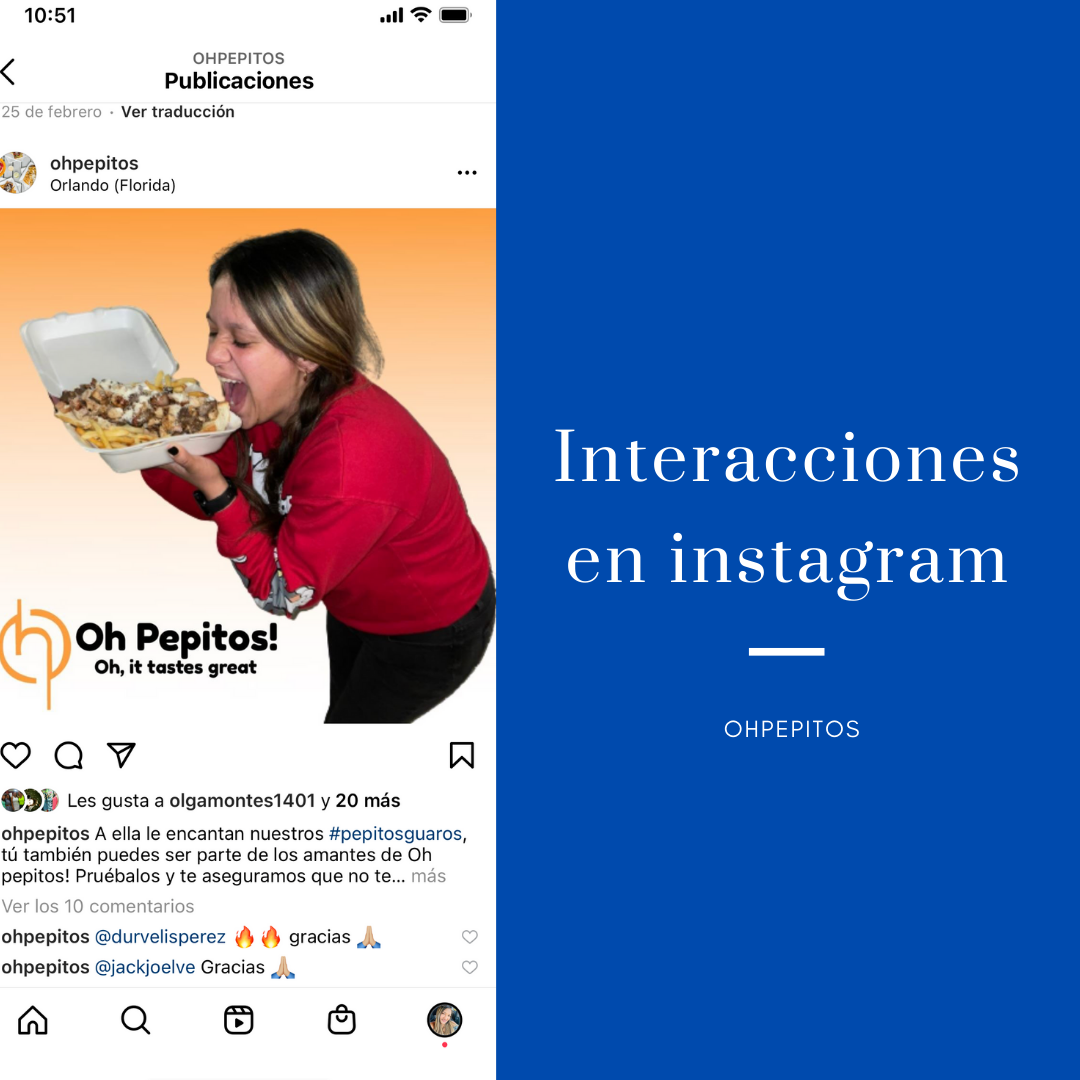 10:51
OHPEPITOS
Publicaciones
25 de febrero · Ver traducción
ohpepitos
Orlando (Florida)
Oh Pepitos!
Oh, it tastes great
Les gusta a olgamontes1401 y 20 más
ohpepitos A ella le encantan nuestros #pepitosguaros,
tú también puedes ser parte de los amantes de Oh
pepitos! Pruébalos y te aseguramos que no te... más
Ver los 10 comentarios
ohpepitos @durvelisperez 🔥🔥 gracias 🙏🏼
ohpepitos @jackjoelve Gracias 🙏🏼
Interacciones
en instagram
OHPEPITOS